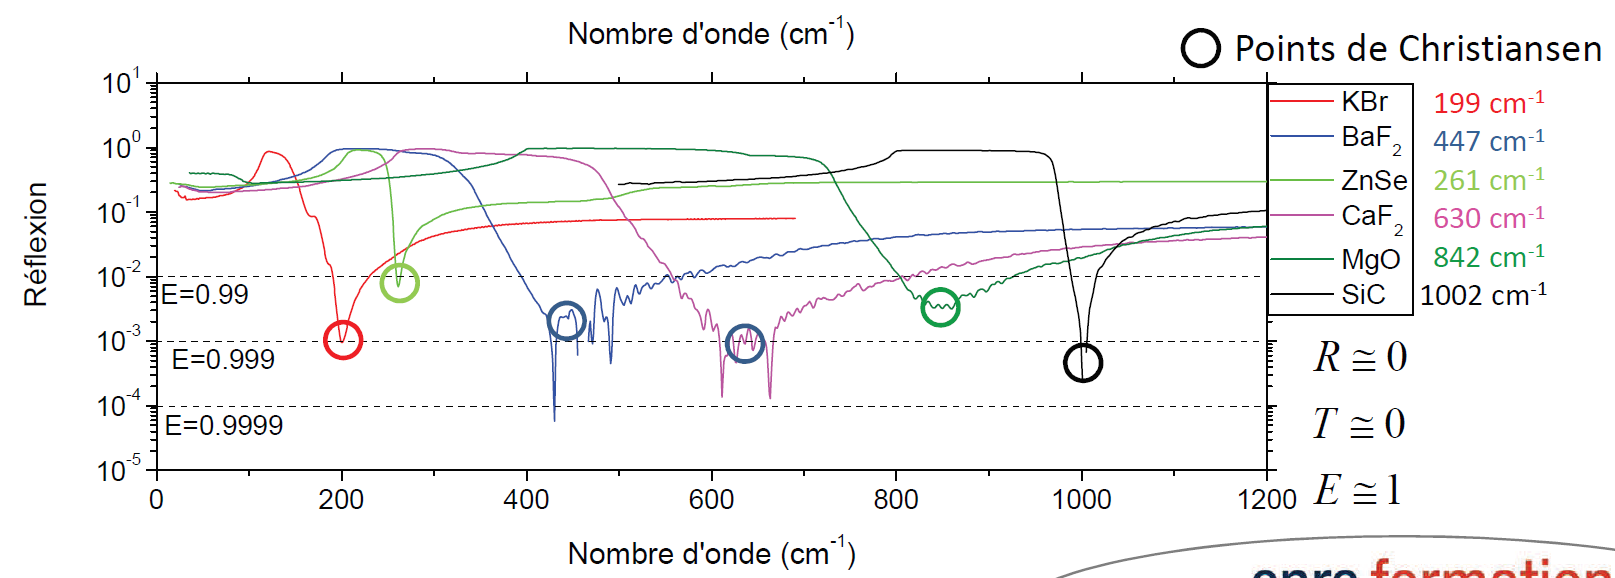 Nombre d'onde (cm-1)
Points de Christiansen
Réflexion
10^1
10^0
10^-1
10^-2
10^-3
10^-4
10^-5
E=0.99
E=0.999
E=0.9999
0 200 400 600 800 1000 1200
Nombre d'onde (cm-1)
KBr 199 cm-1
BaF2 447 cm-1
ZnSe 261 cm-1
CaF2 630 cm-1
MgO 842 cm-1
SiC 1002 cm-1
R ≅ 0
T ≅ 0
E ≅ 1
cnrs formation